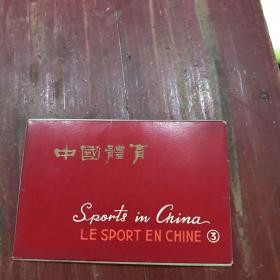 中國體育
Sports in China
LE SPORT EN CHINE ③